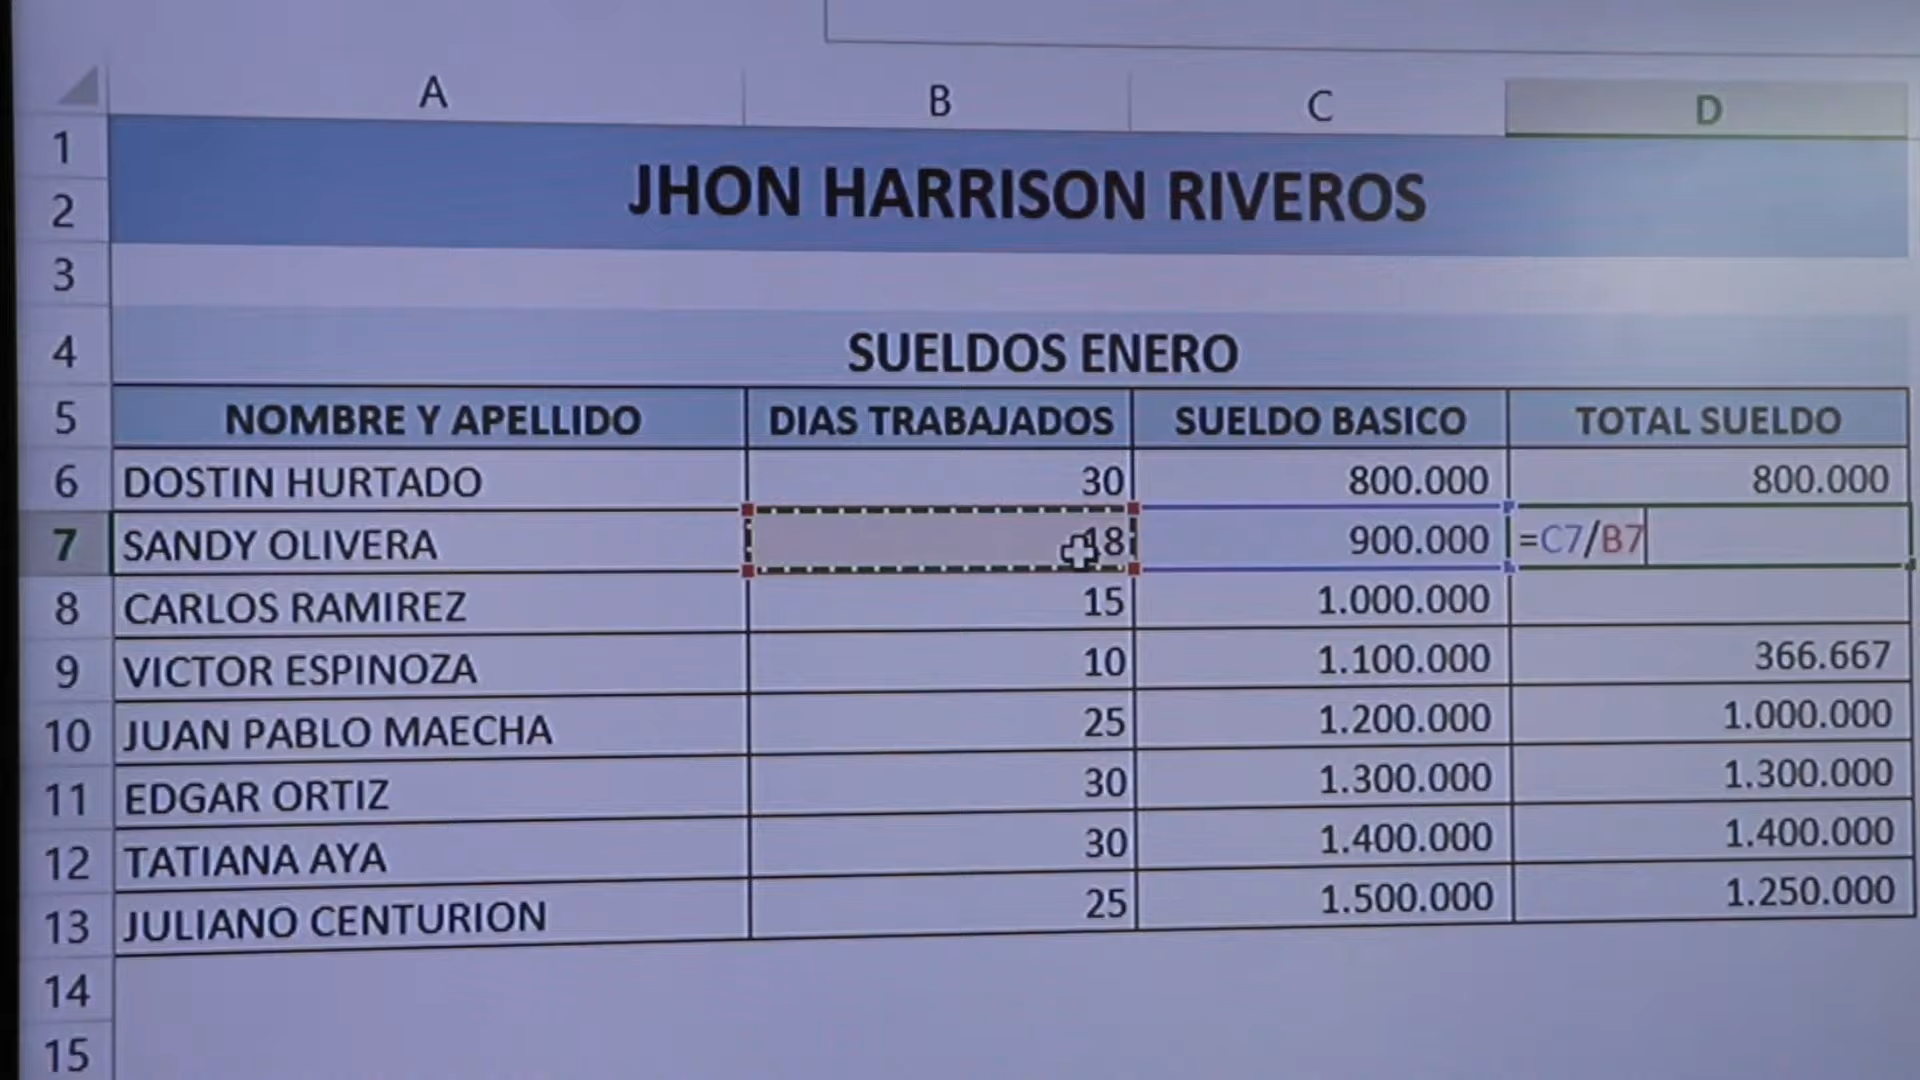 A B C D
1 JHON HARRISON RIVEROS
2
3
4 SUELDOS ENERO
5 NOMBRE Y APELLIDO DIAS TRABAJADOS SUELDO BASICO TOTAL SUELDO
6 DOSTIN HURTADO 30 800.000 800.000
7 SANDY OLIVERA 18 900.000 =C7/B7
8 CARLOS RAMIREZ 15 1.000.000
9 VICTOR ESPINOZA 10 1.100.000 366.667
10 JUAN PABLO MAECHA 25 1.200.000 1.000.000
11 EDGAR ORTIZ 30 1.300.000 1.300.000
12 TATIANA AYA 30 1.400.000 1.400.000
13 JULIANO CENTURION 25 1.500.000 1.250.000
14
15